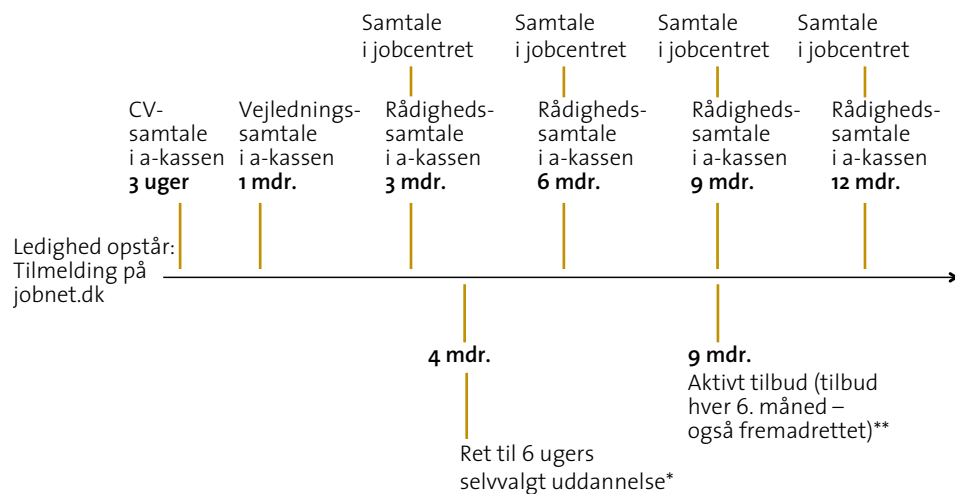 Samtale
i jobcentret
Samtale
i jobcentret
Samtale
i jobcentret
Samtale
i jobcentret
CV-
samtale
i a-kassen
3 uger
Vejlednings-
samtale
i a-kassen
1 mdr.
Rådigheds-
samtale
i a-kassen
3 mdr.
Rådigheds-
samtale
i a-kassen
6 mdr.
Rådigheds-
samtale
i a-kassen
9 mdr.
Rådigheds-
samtale
i a-kassen
12 mdr.
Ledighed opstår:
Tilmelding på
jobnet.dk
4 mdr.
Ret til 6 ugers
selvvalgt uddannelse*
9 mdr.
Aktivt tilbud (tilbud
hver 6. måned –
også fremadrettet)**